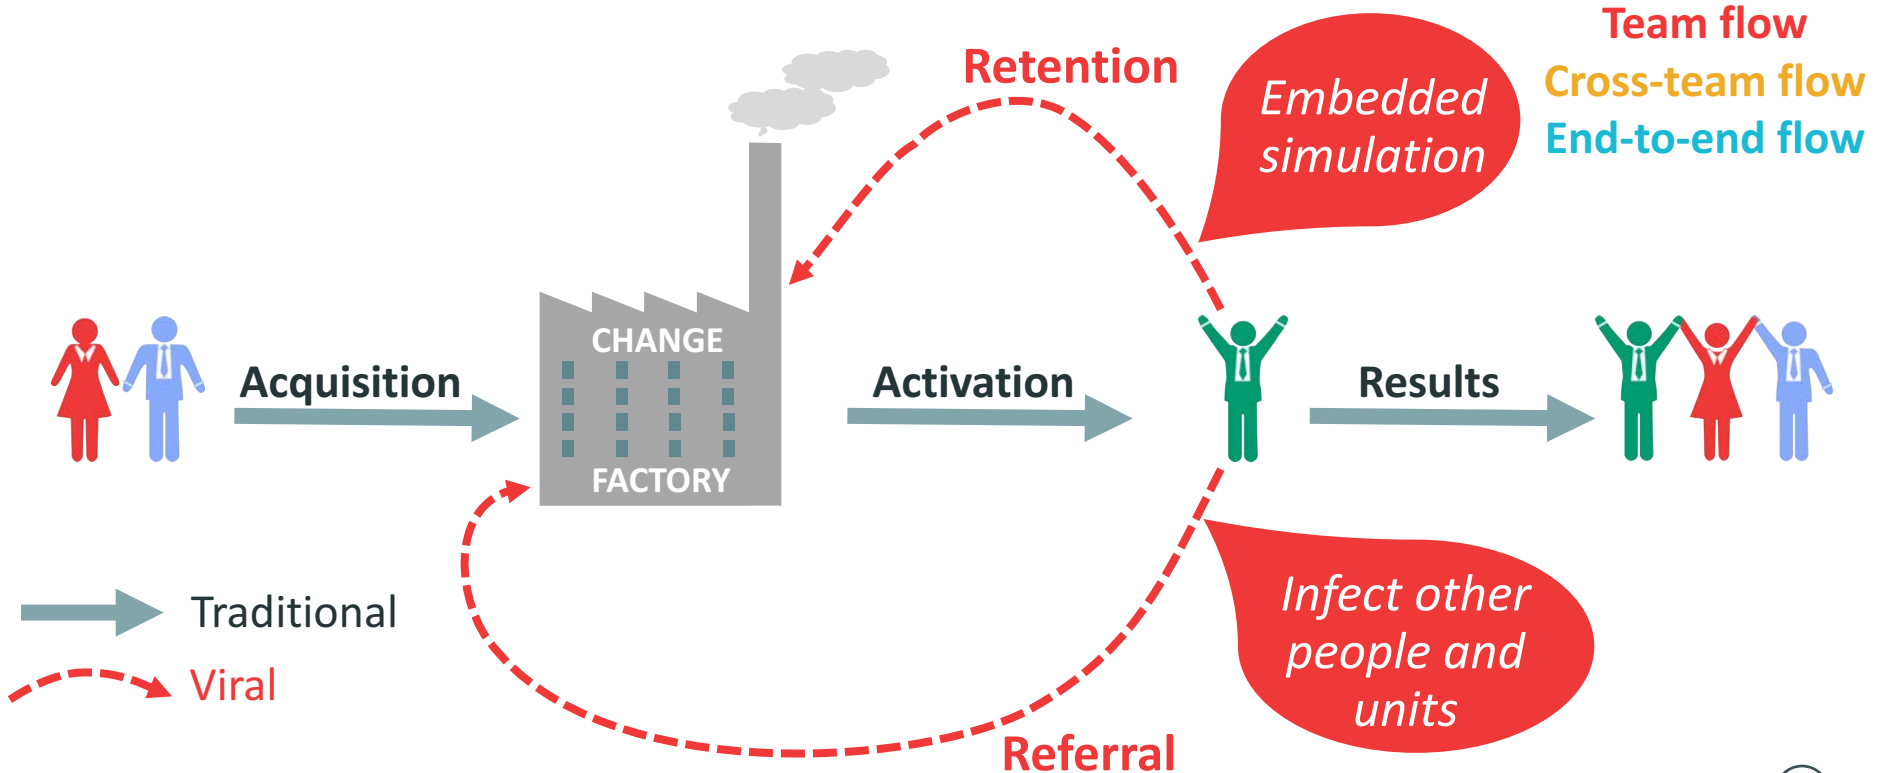 Team flow
Cross-team flow
End-to-end flow
Retention
Embedded
simulation
CHANGE
FACTORY
Acquisition
Activation
Results
Traditional
Viral
Infect other
people and
units
Referral